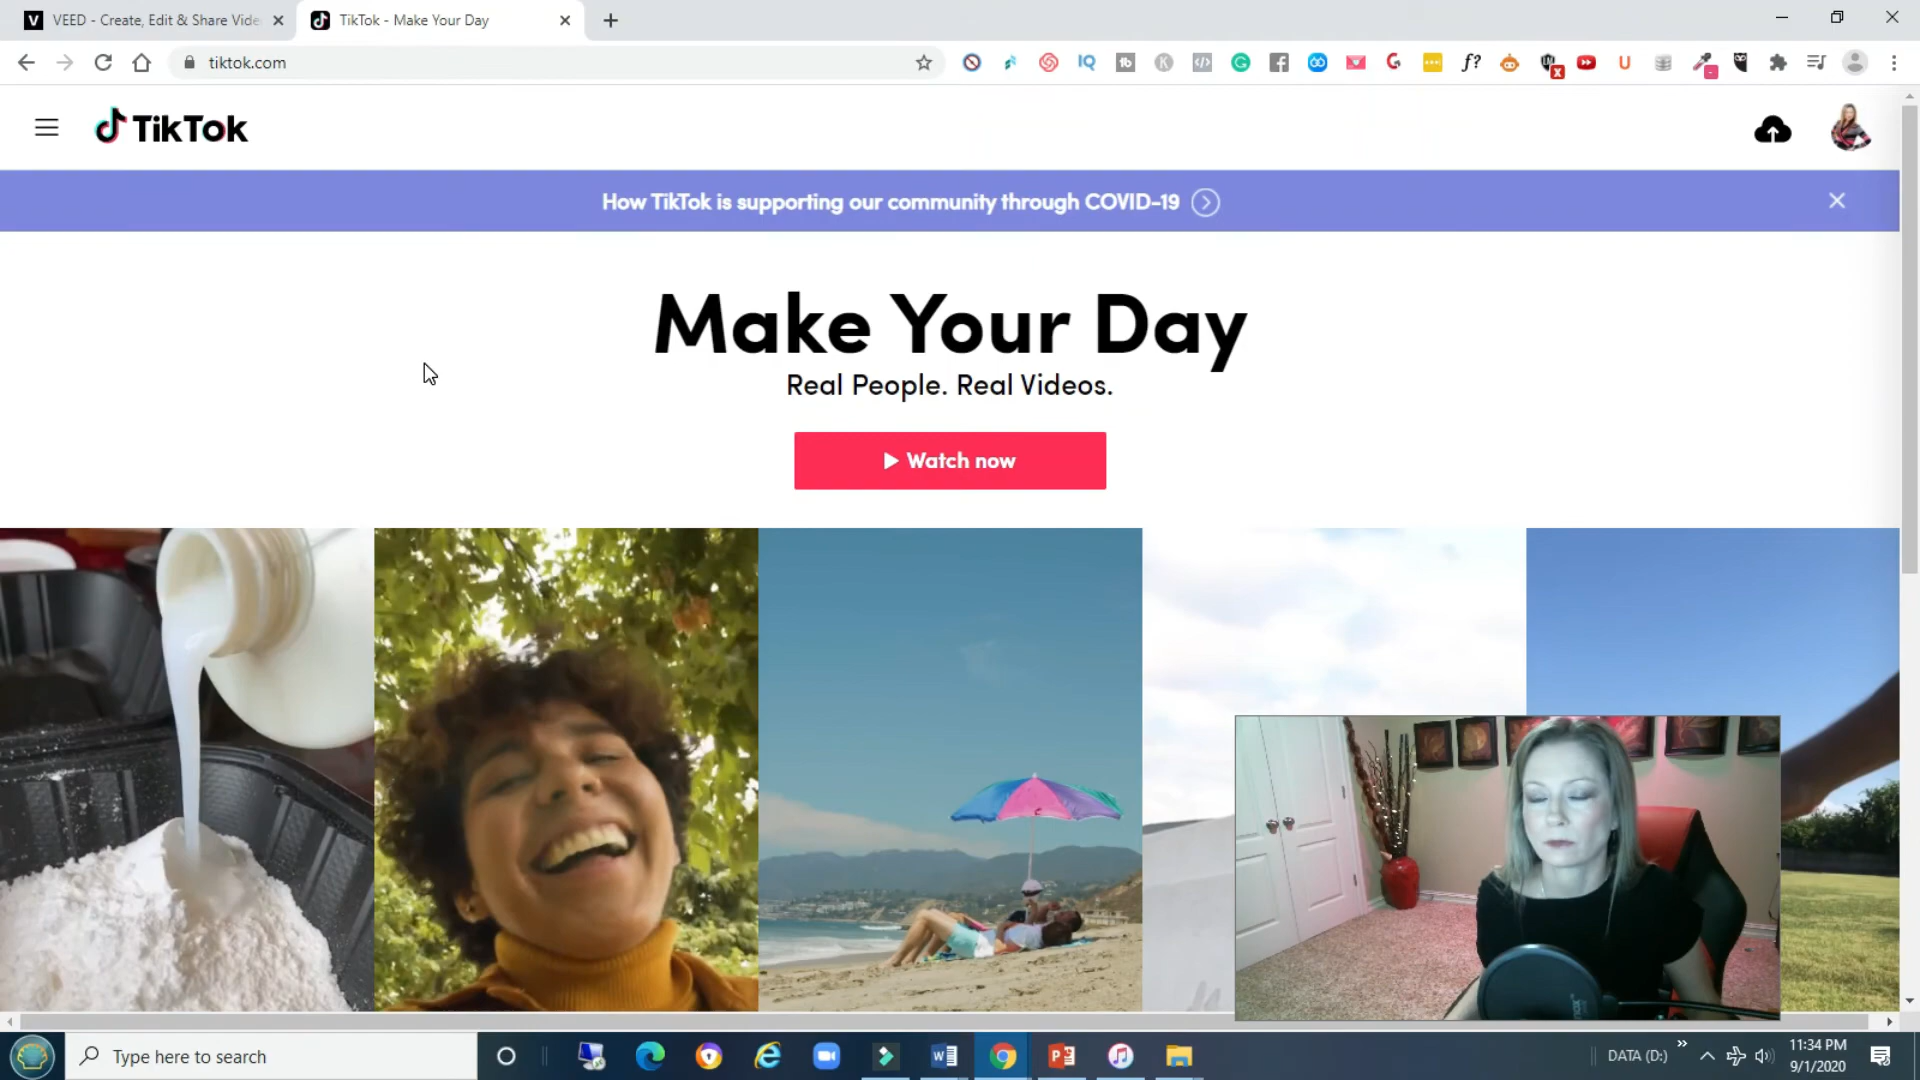 VEED - Create, Edit & Share Vide
TikTok - Make Your Day
tiktok.com
TikTok
How TikTok is supporting our community through COVID-19
Make Your Day
Real People. Real Videos.
Watch now
Type here to search
DATA (D:)
11:34 PM
9/1/2020